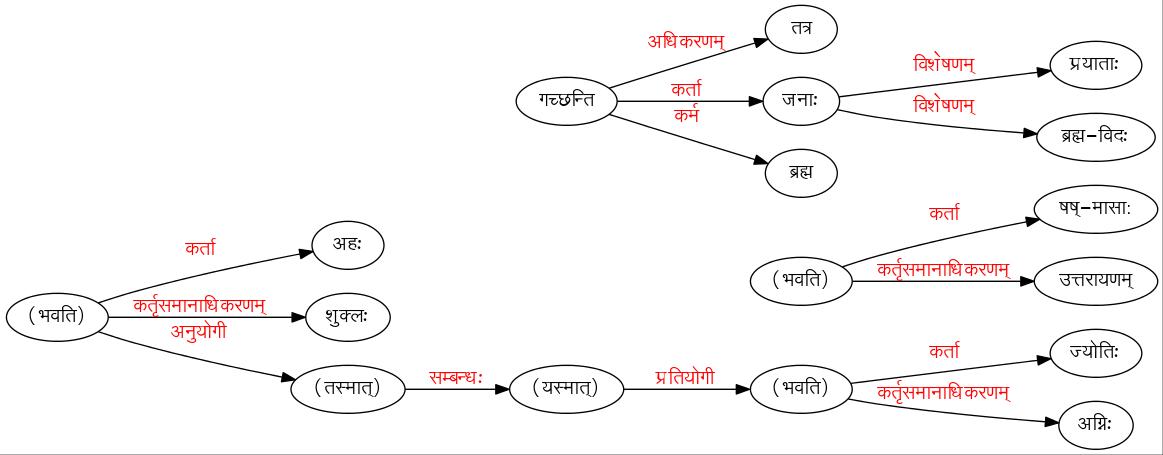 तत्र
अधिकरणम्
प्रयाताः
विशेषणम्
गच्छन्ति
कर्ता
जनाः
विशेषणम्
कर्म
ब्रह्म-विदः
ब्रह्म
षष्-मासाः
कर्ता
अहः
कर्ता
(भवति)
कर्तृसमानाधिकरणम्
उत्तरायणम्
(भवति)
कर्तृसमानाधिकरणम्
शुक्लः
अनुयोगी
ज्योतिः
कर्ता
(तस्मात्)
सम्बन्धः
(यस्मात्)
प्रतियोगी
(भवति)
कर्तृसमानाधिकरणम्
अग्निः